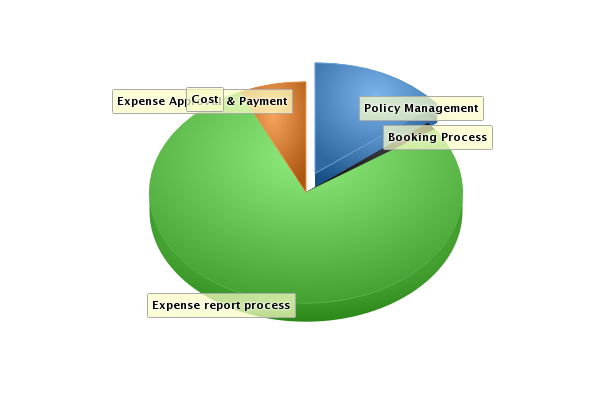 Expense App
Cost
& Payment
Policy Management
Booking Process
Expense report process